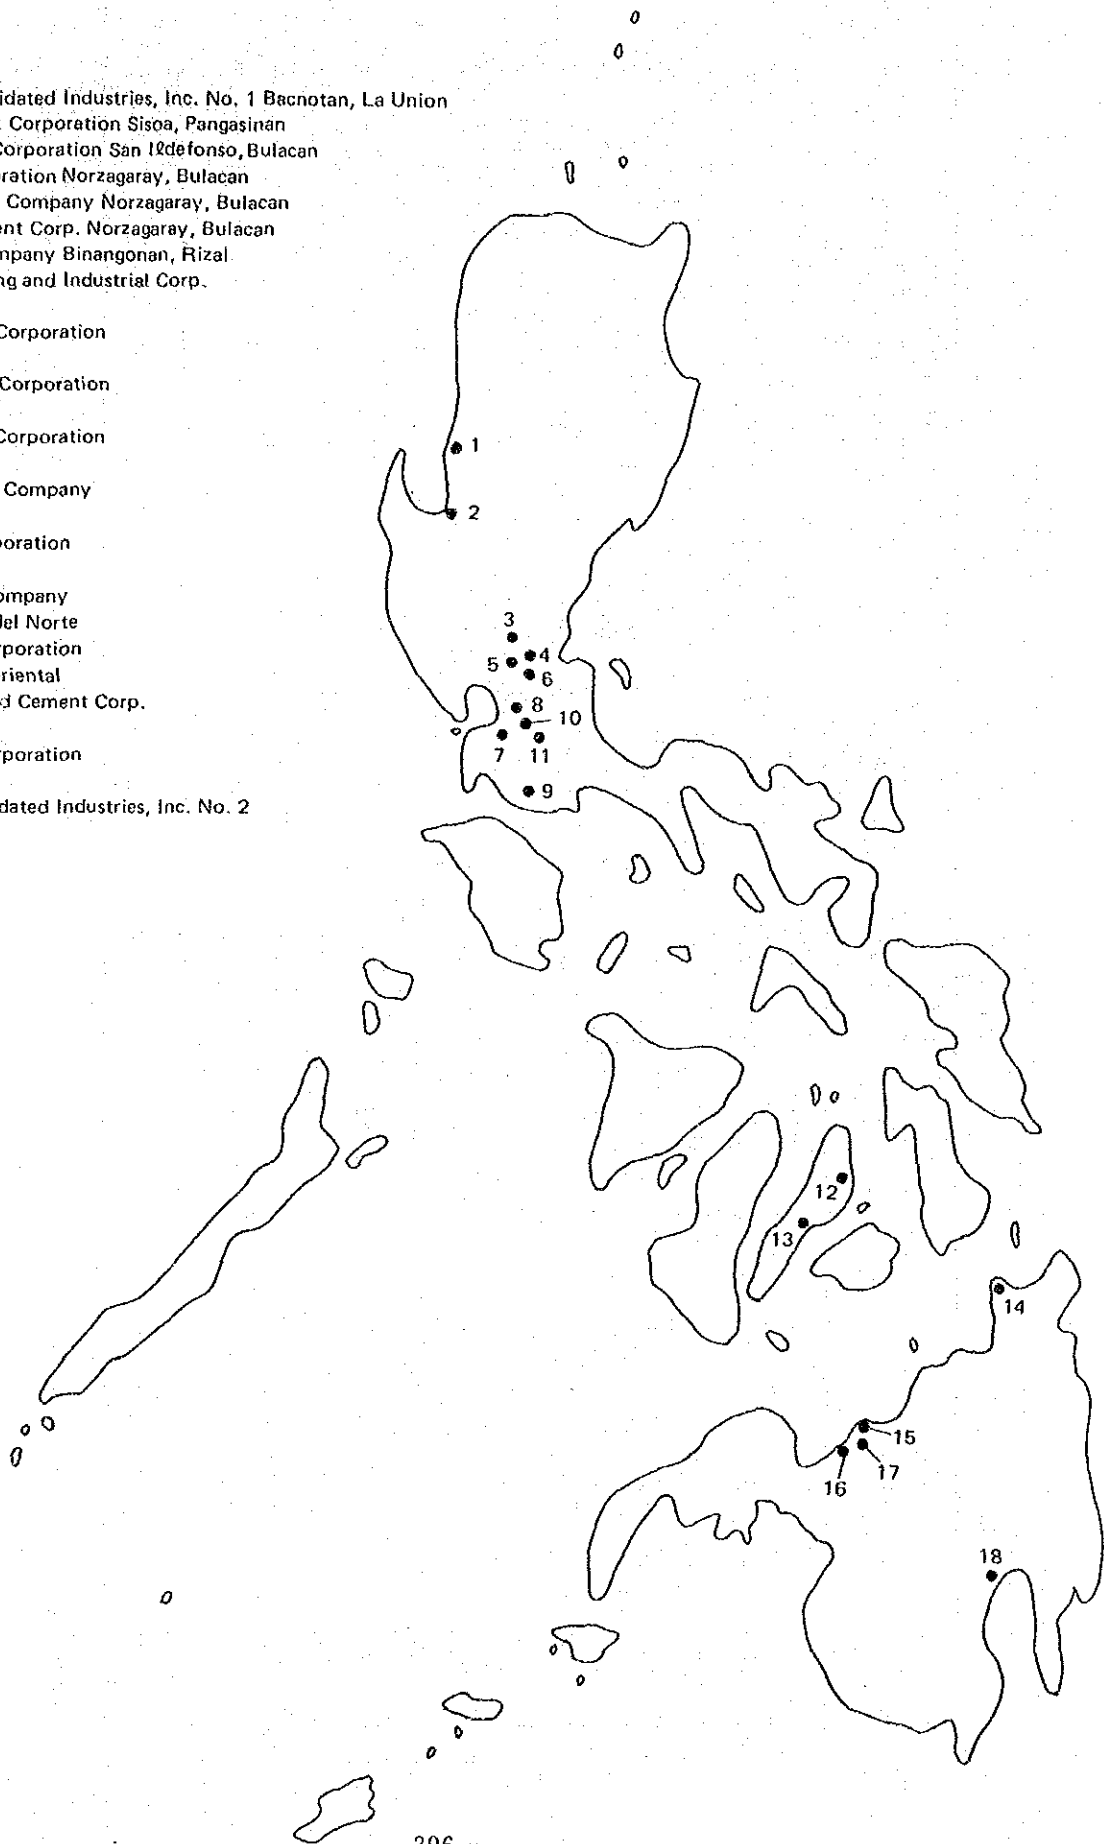 idated Industries, Inc. No. 1 Bacnotan, La Union
Corporation Sisoa, Pangasinan
Corporation San Ildefonso, Bulacan
ration Norzagaray, Bulacan
Company Norzagaray, Bulacan
ent Corp. Norzagaray, Bulacan
mpany Binangonan, Rizal
ng and Industrial Corp.
Corporation
Corporation
Corporation
Company
poration
ompany
del Norte
rporation
riental
d Cement Corp.
rporation
dated Industries, Inc. No. 2
1
2
3
4
5
6
8
10
7
11
9
12
13
14
15
17
16
18